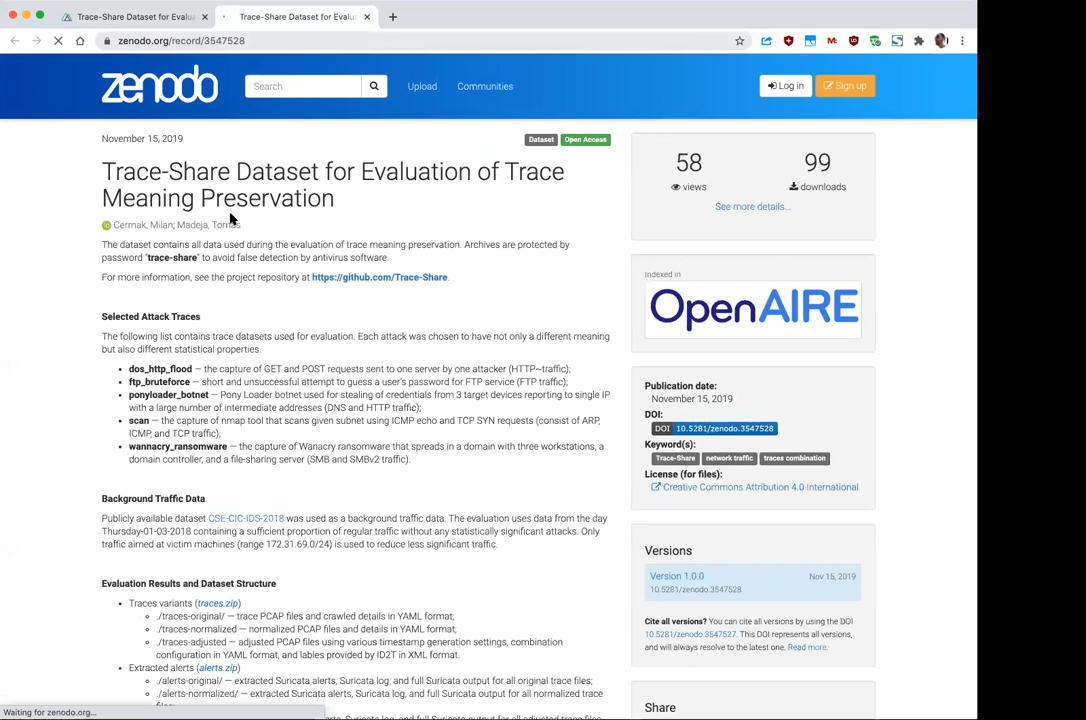 Trace-Share Dataset for Evalua
Trace-Share Dataset for Evaluat
zenodo.org/record/3547528
zenodo
Search
Upload
Communities
Log in
Sign up
November 15, 2019
Dataset
Open Access
Trace-Share Dataset for Evaluation of Trace
Meaning Preservation
Cermak, Milan; Madeja, Tomas
The dataset contains all data used during the evaluation of trace meaning preservation. Archives are protected by
password "trace-share" to avoid false detection by antivirus software.
For more information, see the project repository at https://github.com/Trace-Share.
Selected Attack Traces
The following list contains trace datasets used for evaluation. Each attack was chosen to have not only a different meaning
but also different statistical properties.
• dos_http_flood — the capture of GET and POST requests sent to one server by one attacker (HTTP~traffic);
• ftp_bruteforce — short and unsuccessful attempt to guess a user's password for FTP service (FTP traffic);
• ponyloader_botnet — Pony Loader botnet used for stealing of credentials from 3 target devices reporting to single IP
with a large number of intermediate addresses (DNS and HTTP traffic);
• scan — the capture of nmap tool that scans given subnet using ICMP echo and TCP SYN requests (consist of ARP,
ICMP, and TCP traffic);
• wannacry_ransomware — the capture of Wanacry ransomware that spreads in a domain with three workstations, a
domain controller, and a file-sharing server (SMB and SMBv2 traffic).
Background Traffic Data
Publicly available dataset CSE-CIC-IDS-2018 was used as a background traffic data. The evaluation uses data from the day
Thursday-01-03-2018 containing a sufficient proportion of regular traffic without any statistically significant attacks. Only
traffic aimed at victim machines (range 172.31.69.0/24) is used to reduce less significant traffic.
Evaluation Results and Dataset Structure
• Traces variants (traces.zip)
./traces-original/ — trace PCAP files and crawled details in YAML format;
./traces-normalized — normalized PCAP files and details in YAML format;
./traces-adjusted — adjusted PCAP files using various timestamp generation settings, combination
configuration in YAML format, and lables provided by ID2T in XML format.
• Extracted alerts (alerts.zip)
./alerts-original/ — extracted Suricata alerts, Suricata log, and full Suricata output for all original trace files;
./alerts-normalized/ — extracted Suricata alerts, Suricata log, and full Suricata output for all normalized trace
Waiting for zenodo.org...
58
99
views
downloads
See more details...
Indexed in
OpenAIRE
Publication date:
November 15, 2019
DOI:
DOI 10.5281/zenodo.3547528
Keyword(s):
Trace-Share
network traffic
traces combination
License (for files):
Creative Commons Attribution 4.0 International
Versions
Version 1.0.0
Nov 15, 2019
10.5281/zenodo.3547528
Cite all versions? You can cite all versions by using the DOI
10.5281/zenodo.3547527. This DOI represents all versions,
and will always resolve to the latest one. Read more.
Share